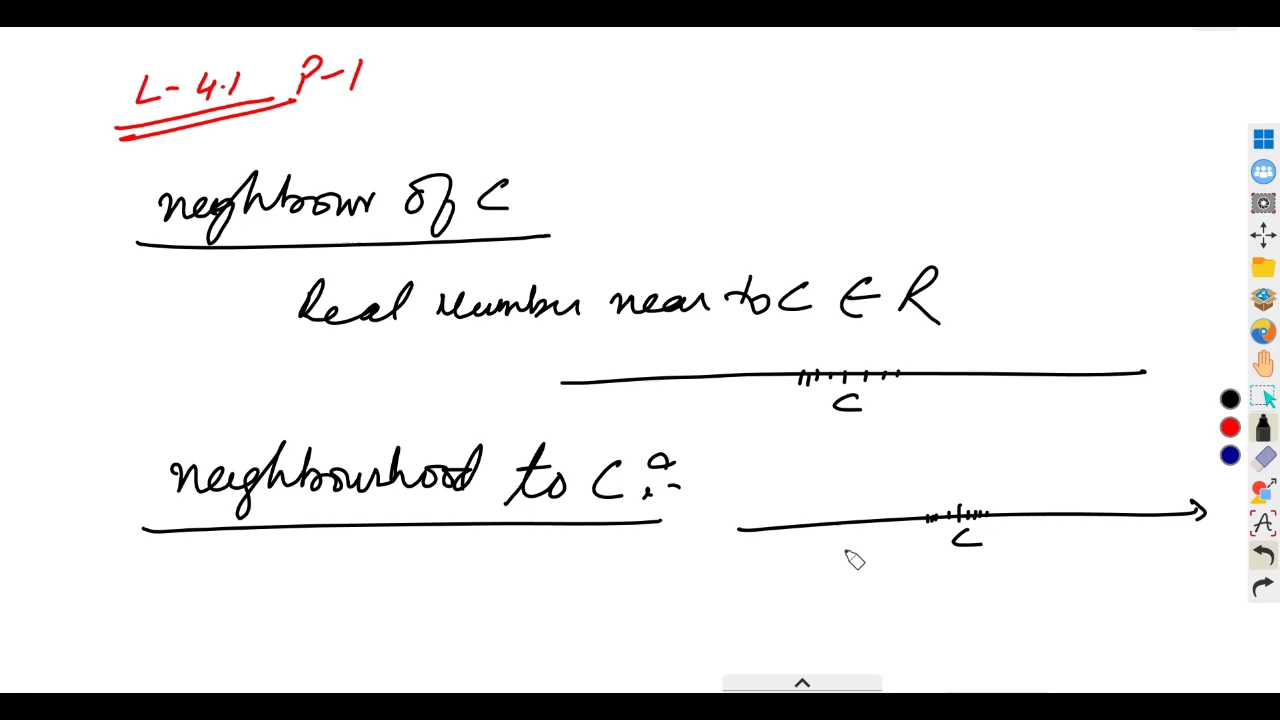 L-4.1 P-1
neighbour of C
Real number near to C ∈ R
C
neighbourhood to C :-
C